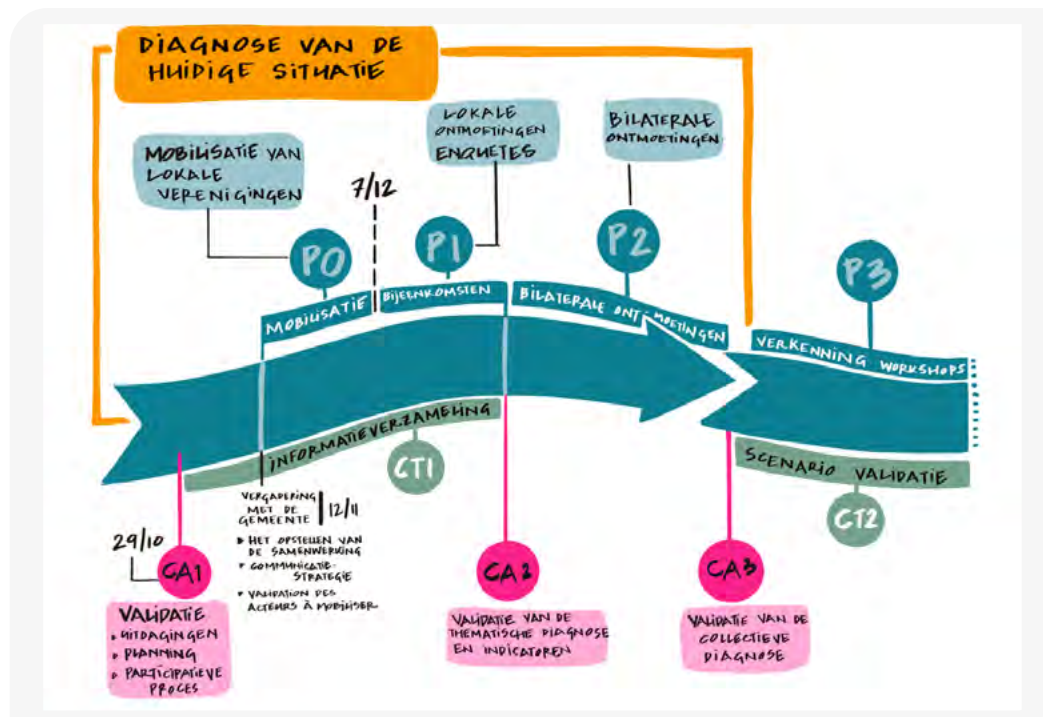 DIAGNOSE VAN DE
HUIDIGE SITUATIE
MOBILISATIE VAN
LOKALE
VERENIGINGEN
7/12
LOKALE
ONTMOETINGEN
ENQUETES
BILATERALE
ONTMOETINGEN
P0
P1
P2
P3
MOBILISATIE
BIJEENKOMSTEN
BILATERALE ONT-MOETINGEN
VERKENNING WORKSHOPS
INFORMATIEVERZAMELING
CT1
SCENARIO VALIDATIE
CT2
VERGADERING
MET DE
GEMEENTE
12/11
HET OPSTELLEN VAN
DE SAMENWERKING
COMMUNICATIE-
STRATEGIE
VALIDATION DES
ACTEURS À MOBILISER
29/10
CA1
VALIDATIE
• UITDAGINGEN
• PLANNING
• PARTICIPATIEVE
PROCES
CA2
VALIDATIE VAN DE
THEMATISCHE DIAGNOSE
EN INDICATOREN
CA3
VALIDATIE VAN DE
COLLECTIEVE
DIAGNOSE